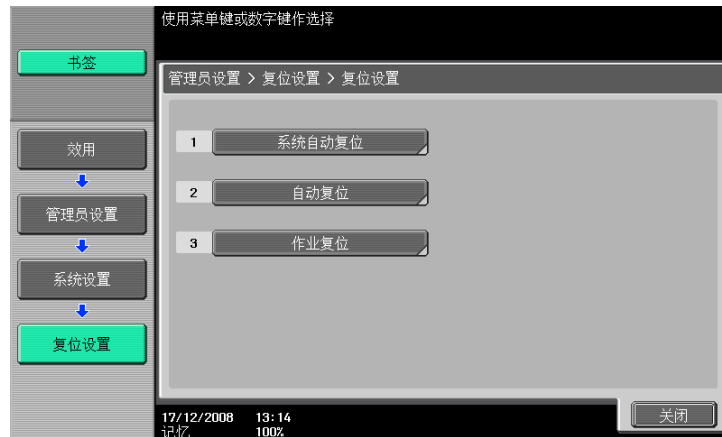 使用菜单键或数字键作选择
书签
管理员设置 > 复位设置 > 复位设置
效用
管理员设置
系统设置
复位设置
1 系统自动复位
2 自动复位
3 作业复位
17/12/2008 13:14
记忆 100%
关闭